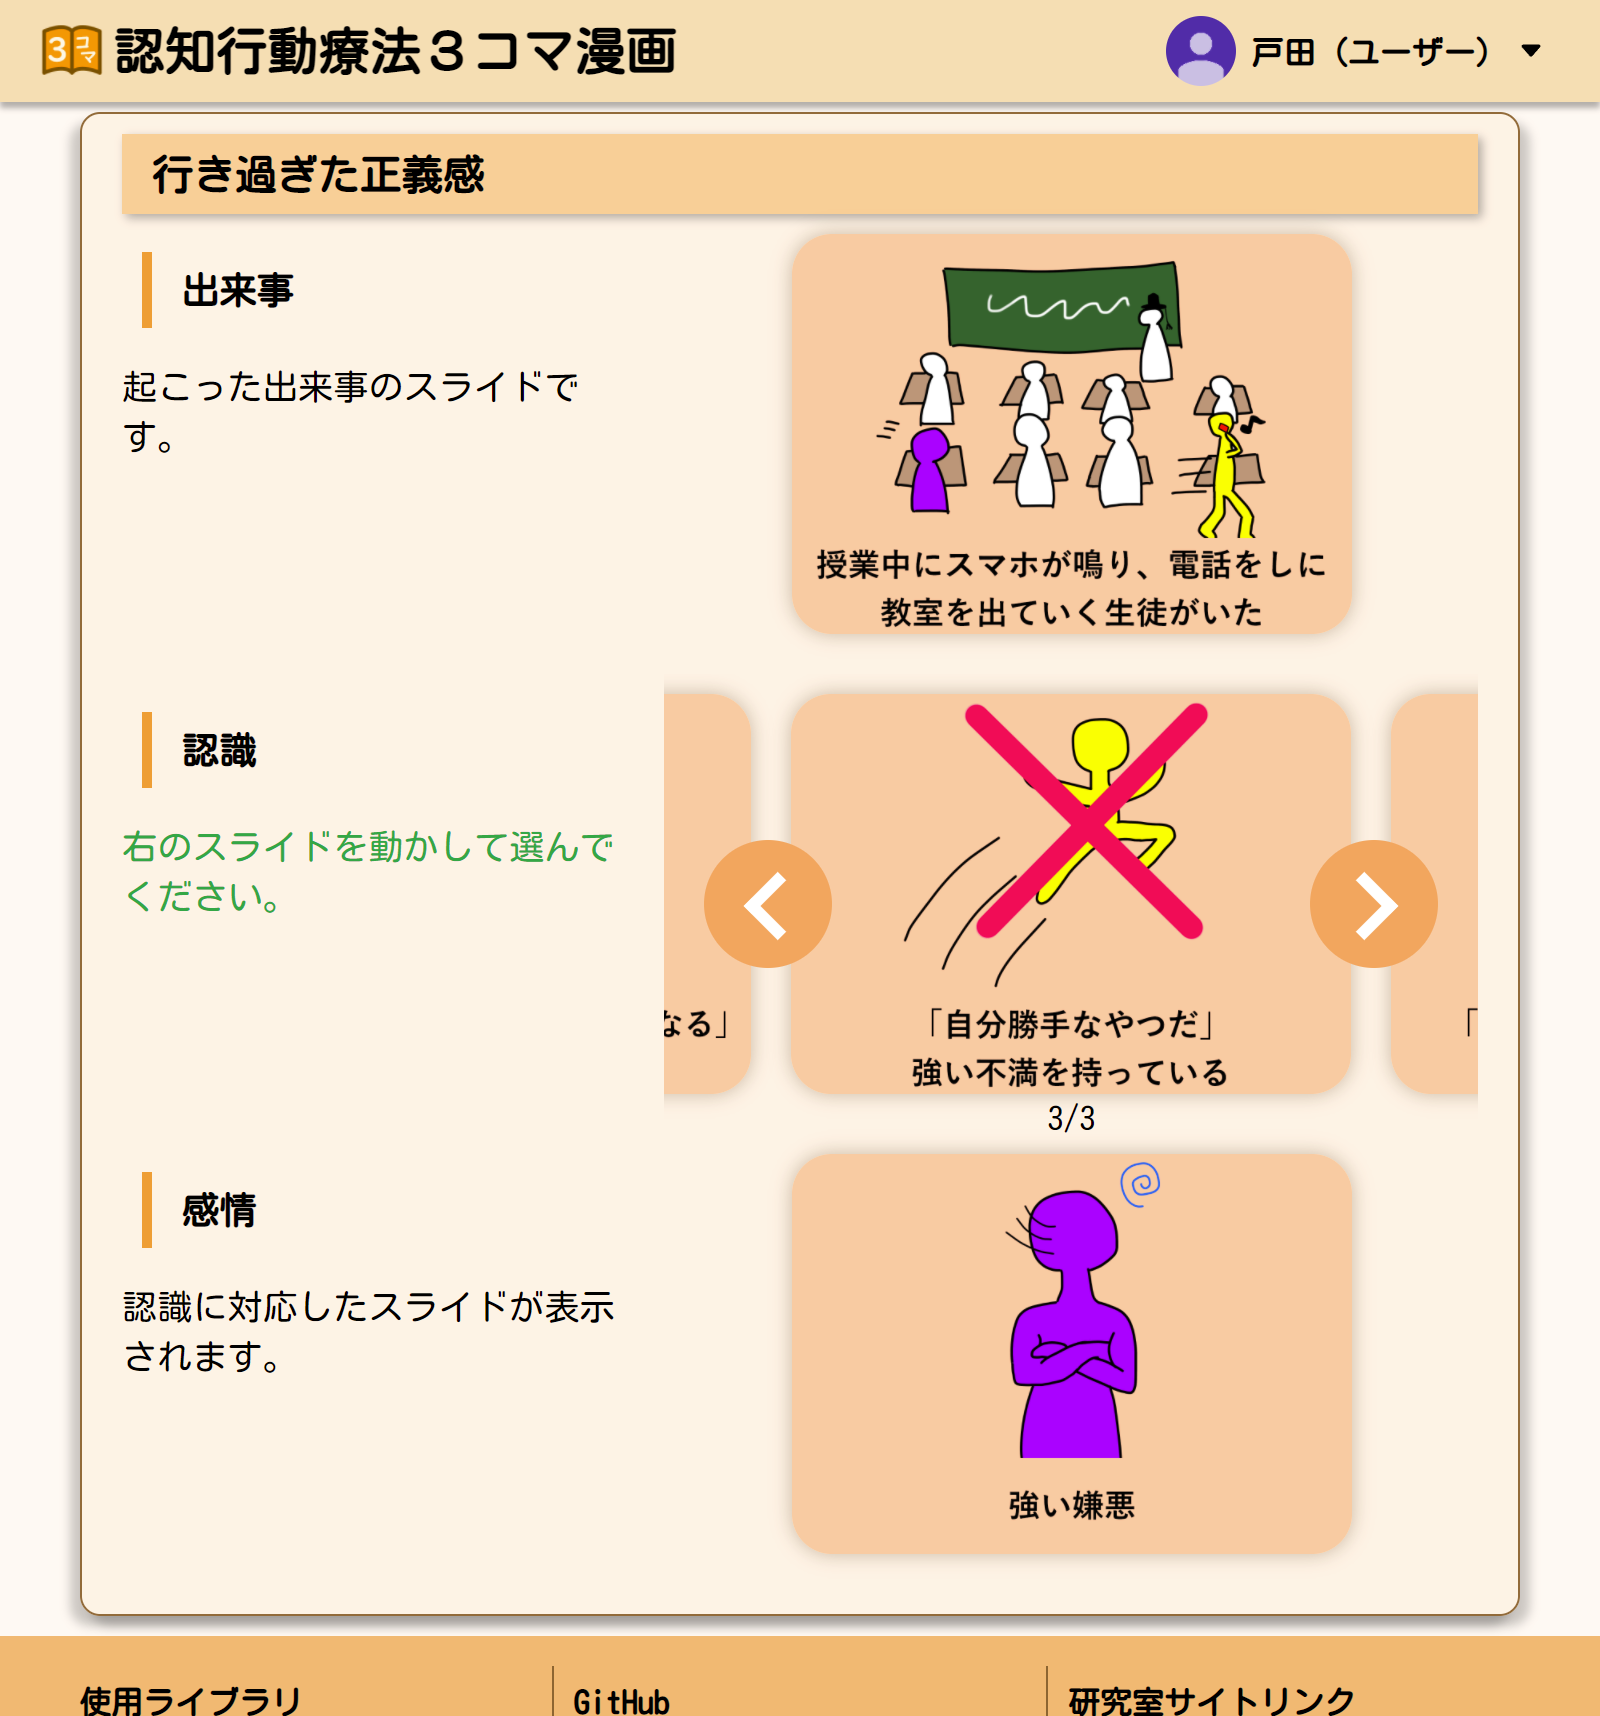 3コマ 認知行動療法３コマ漫画
戸田（ユーザー）
行き過ぎた正義感
出来事
起こった出来事のスライドで
す。
授業中にスマホが鳴り、電話をしに
教室を出ていく生徒がいた
認識
右のスライドを動かして選んで
ください。
なる」
「自分勝手なやつだ」
強い不満を持っている
「
3/3
感情
認識に対応したスライドが表示
されます。
強い嫌悪
使用ライブラリ
GitHub
研究室サイトリンク